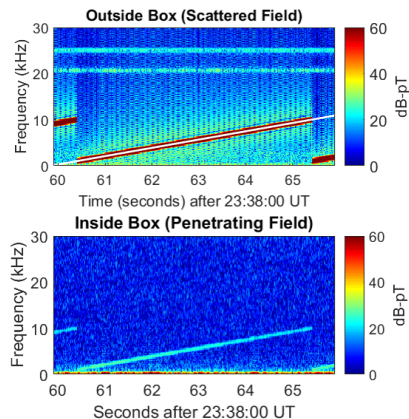 Outside Box (Scattered Field)
30
20
10
0
Frequency (kHz)
60 61 62 63 64 65
Time (seconds) after 23:38:00 UT
60
40
20
0
dB-pT
Inside Box (Penetrating Field)
30
20
10
0
Frequency (kHz)
60 61 62 63 64 65
Seconds after 23:38:00 UT
60
40
20
0
dB-pT